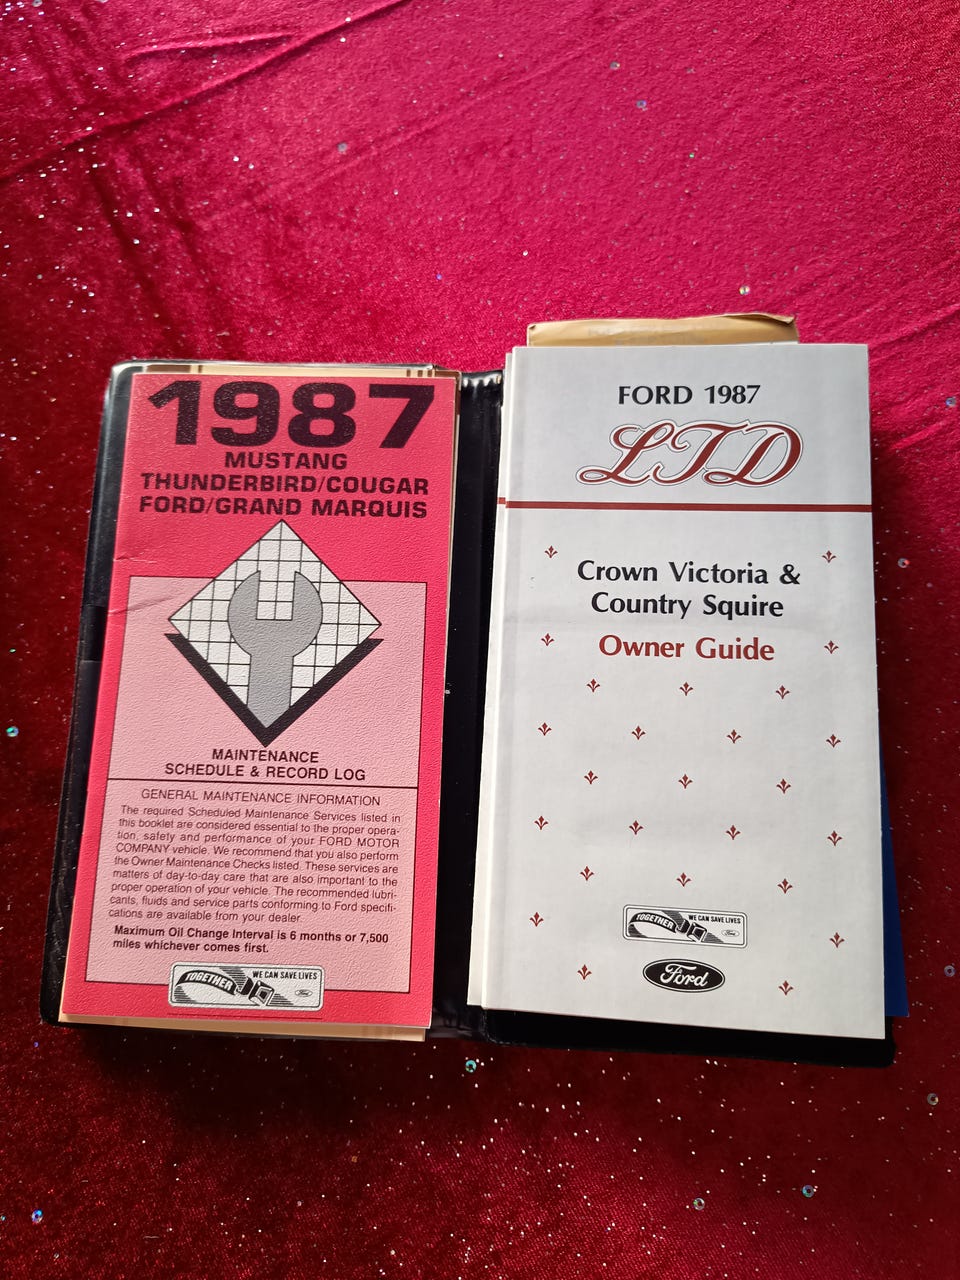 1987
MUSTANG
THUNDERBIRD/COUGAR
FORD/GRAND MARQUIS
MAINTENANCE
SCHEDULE & RECORD LOG
GENERAL MAINTENANCE INFORMATION
The required Scheduled Maintenance Services listed in
this booklet are considered essential to the proper opera-
tion, safety and performance of your FORD MOTOR
COMPANY vehicle. We recommend that you also perform
the Owner Maintenance Checks listed. These services are
matters of day-to-day care that are also important to the
proper operation of your vehicle. The recommended lubri-
cants, fluids and service parts conforming to Ford specifi-
cations are available from your dealer.
Maximum Oil Change Interval is 6 months or 7,500
miles whichever comes first.
TOGETHER WE CAN SAVE LIVES
Ford
FORD 1987
LTD
Crown Victoria &
Country Squire
Owner Guide
TOGETHER WE CAN SAVE LIVES
Ford
Ford